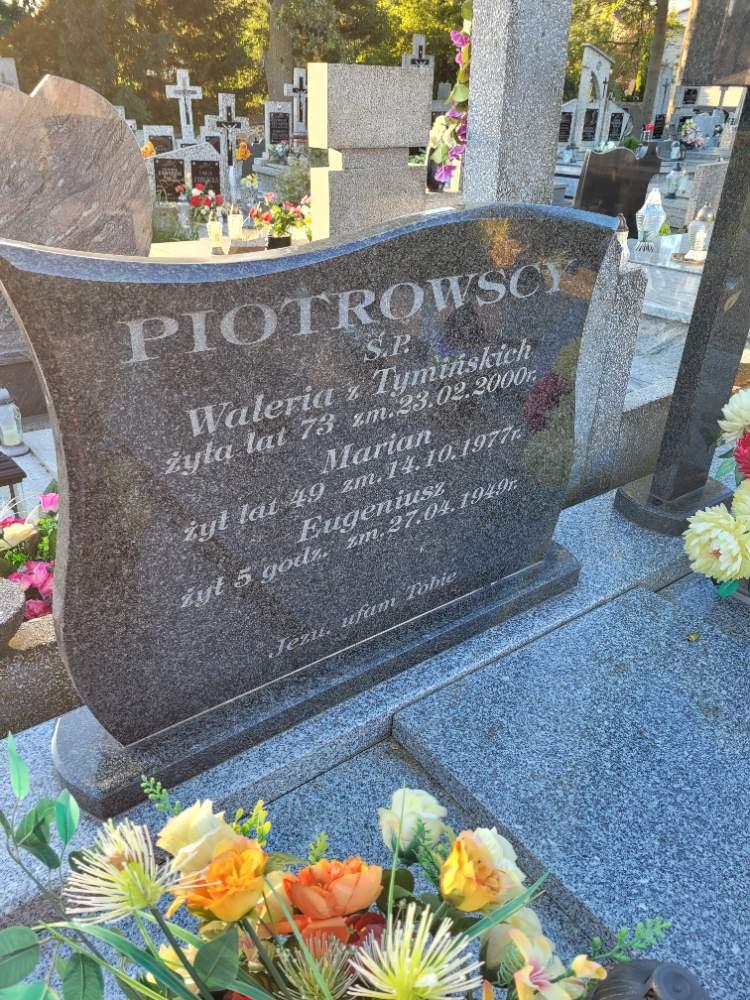 PIOTROWSCY
Ś.P.
Waleria z Tymińskich
żyła lat 73 zm.23.02.2000r.
Marian
żył lat 49 zm.14.10.1977r.
Eugeniusz
żył 5 godz. zm.27.04.1949r.
Jezu, ufam Tobie